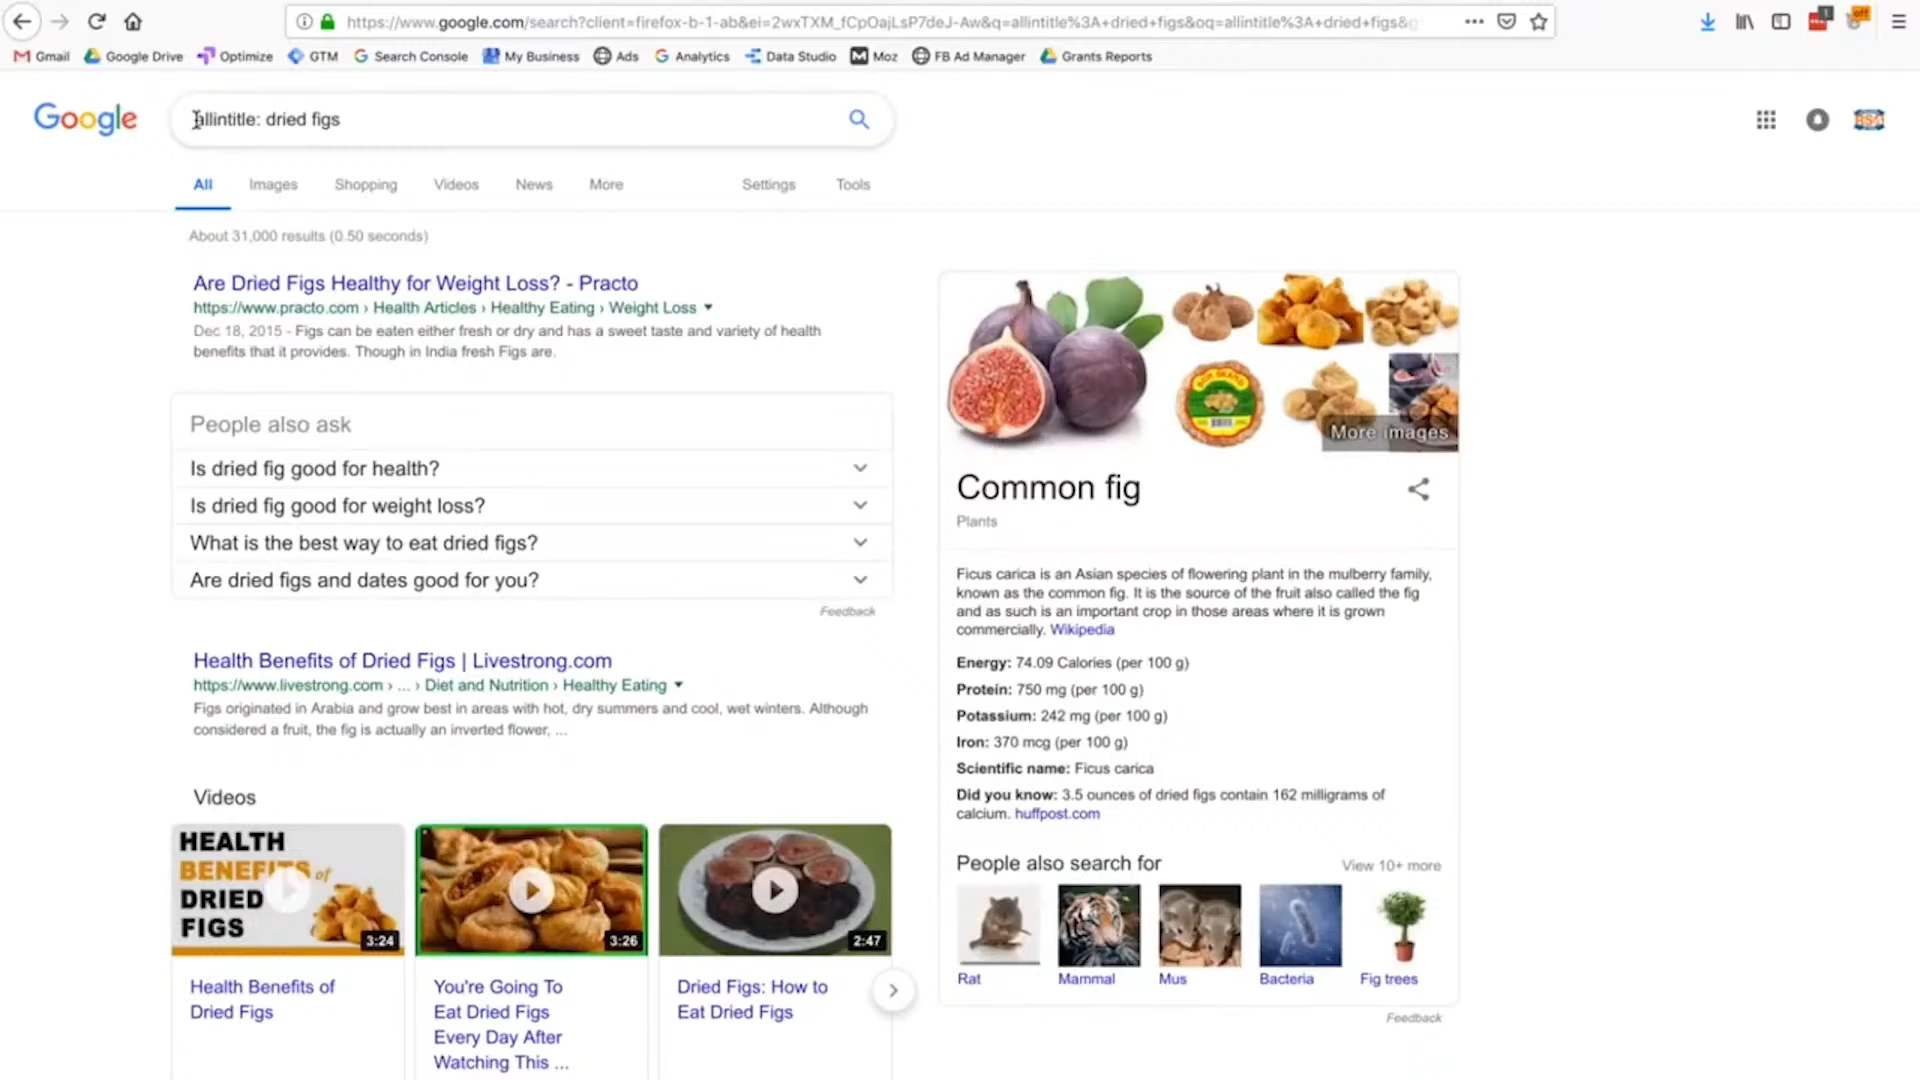 https://www.google.com/search?client=firefox-b-1-ab&ei=2wxTXM_fCpOajLsP7deJ-Aw&q=allintitle%3A+dried+figs&oq=allintitle%3A+dried+figs&g
1
off
Gmail Google Drive Optimize GTM Search Console My Business Ads Analytics Data Studio Moz FB Ad Manager Grants Reports
Google
allintitle: dried figs
All Images Shopping Videos News More Settings Tools
About 31,000 results (0.50 seconds)
Are Dried Figs Healthy for Weight Loss? - Practo
https://www.practo.com › Health Articles › Healthy Eating › Weight Loss
Dec 18, 2015 - Figs can be eaten either fresh or dry and has a sweet taste and variety of health
benefits that it provides. Though in India fresh Figs are.
People also ask
Is dried fig good for health?
Is dried fig good for weight loss?
What is the best way to eat dried figs?
Are dried figs and dates good for you?
Feedback
Health Benefits of Dried Figs | Livestrong.com
https://www.livestrong.com › ... › Diet and Nutrition › Healthy Eating
Figs originated in Arabia and grow best in areas with hot, dry summers and cool, wet winters. Although
considered a fruit, the fig is actually an inverted flower, ...
Videos
HEALTH
BENEFITS of
DRIED
FIGS
3:24
3:26
2:47
Health Benefits of
Dried Figs
You're Going To
Eat Dried Figs
Every Day After
Watching This ...
Dried Figs: How to
Eat Dried Figs
More images
Common fig
Plants
Ficus carica is an Asian species of flowering plant in the mulberry family,
known as the common fig. It is the source of the fruit also called the fig
and as such is an important crop in those areas where it is grown
commercially. Wikipedia
Energy: 74.09 Calories (per 100 g)
Protein: 750 mg (per 100 g)
Potassium: 242 mg (per 100 g)
Iron: 370 mcg (per 100 g)
Scientific name: Ficus carica
Did you know: 3.5 ounces of dried figs contain 162 milligrams of
calcium. huffpost.com
People also search for
View 10+ more
Rat Mammal Mus Bacteria Fig trees
Feedback